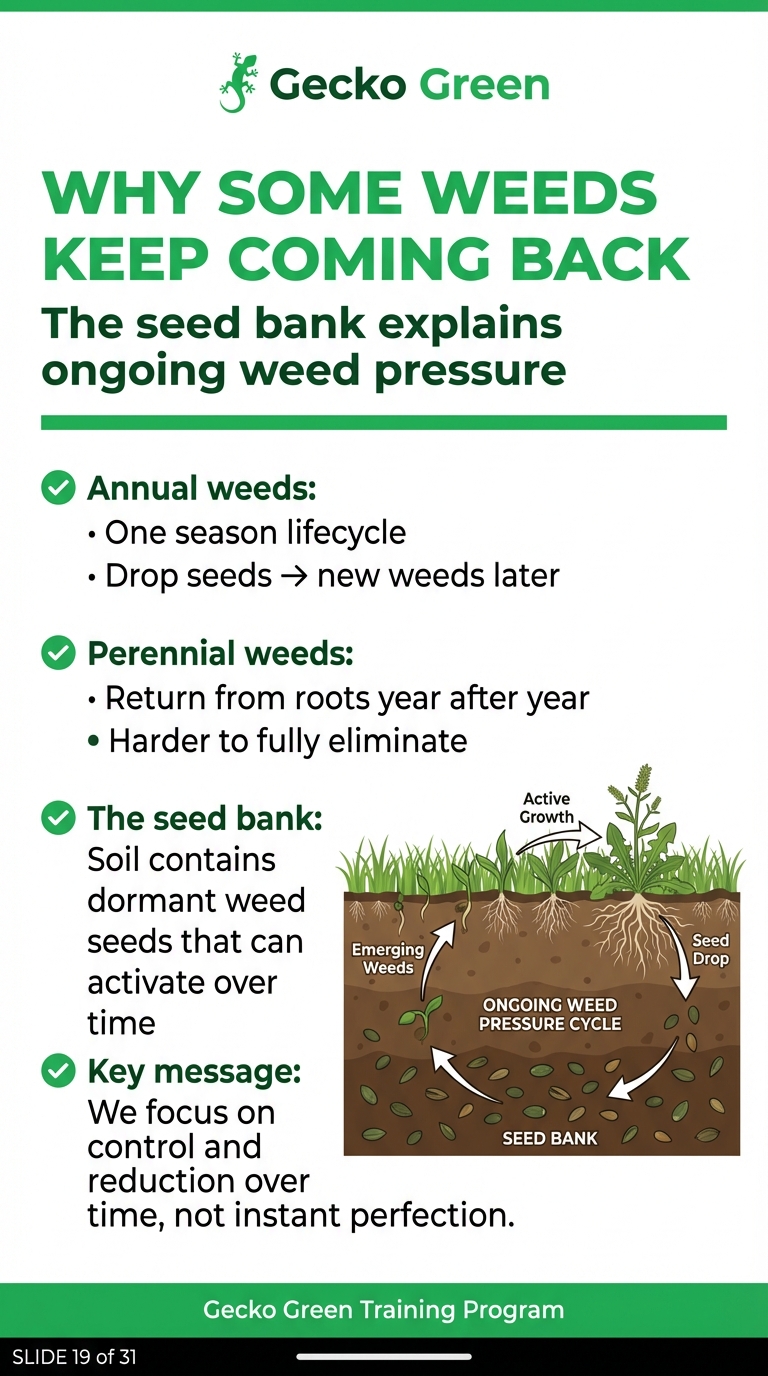 Gecko Green
WHY SOME WEEDS
KEEP COMING BACK
The seed bank explains
ongoing weed pressure
Annual weeds:
• One season lifecycle
• Drop seeds → new weeds later
Perennial weeds:
• Return from roots year after year
• Harder to fully eliminate
The seed bank:
Soil contains
dormant weed
seeds that can
activate over
time
Active
Growth
Emerging
Weeds
Seed
Drop
ONGOING WEED
PRESSURE CYCLE
SEED BANK
Key message:
We focus on
control and
reduction over
time, not instant perfection.
Gecko Green Training Program
SLIDE 19 of 31